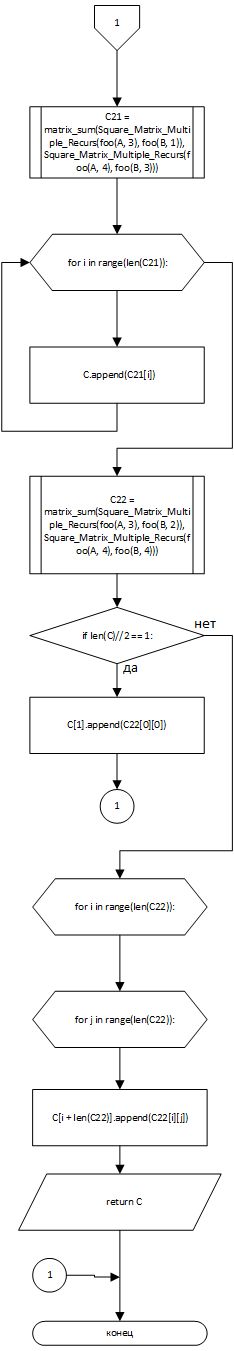 1
C21 =
matrix_sum(Square_Matrix_Multi
ple_Recurs(foo(A, 3), foo(B, 1)),
Square_Matrix_Multiple_Recurs(f
oo(A, 4), foo(B, 3)))
for i in range(len(C21)):
C.append(C21[i])
C22 =
matrix_sum(Square_Matrix_Multi
ple_Recurs(foo(A, 3), foo(B, 2)),
Square_Matrix_Multiple_Recurs(f
oo(A, 4), foo(B, 4)))
нет
if len(C)//2 == 1:
да
C[1].append(C22[0][0])
1
for i in range(len(C22)):
for j in range(len(C22)):
C[i + len(C22)].append(C22[i][j])
return C
1
конец